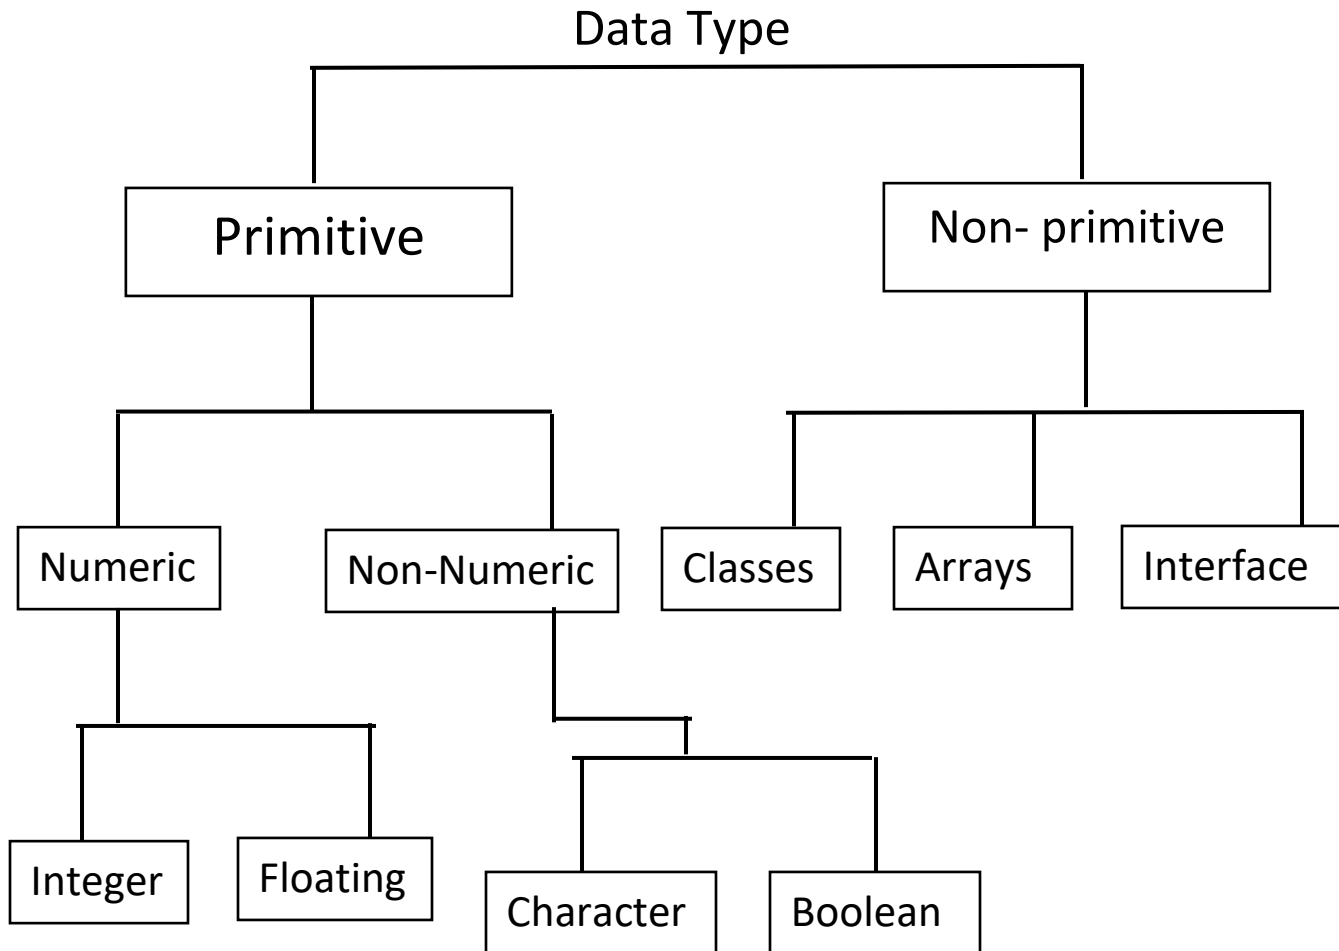 Data Type
Primitive
Non- primitive
Numeric
Non-Numeric
Classes
Arrays
Interface
Integer
Floating
Character
Boolean